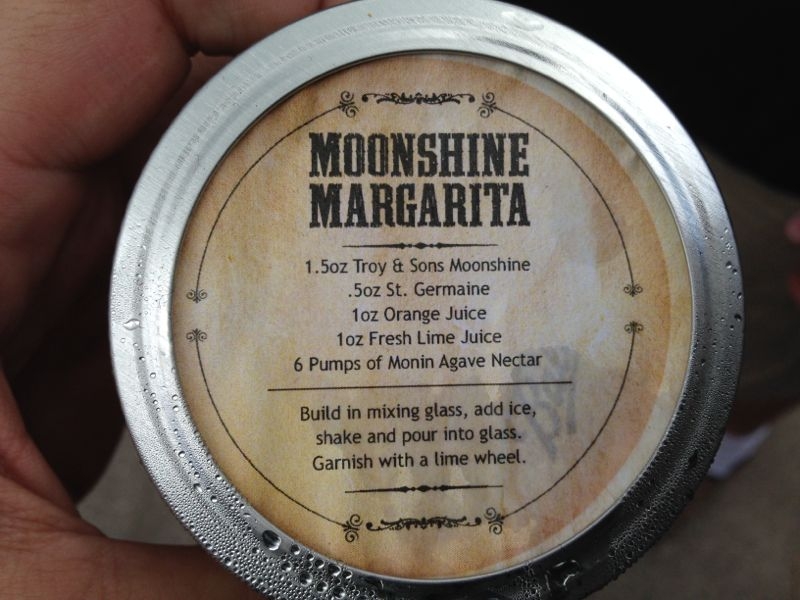 MOONSHINE
MARGARITA
1.5oz Troy & Sons Moonshine
.5oz St. Germaine
1oz Orange Juice
1oz Fresh Lime Juice
6 Pumps of Monin Agave Nectar
Build in mixing glass, add ice,
shake and pour into glass.
Garnish with a lime wheel.